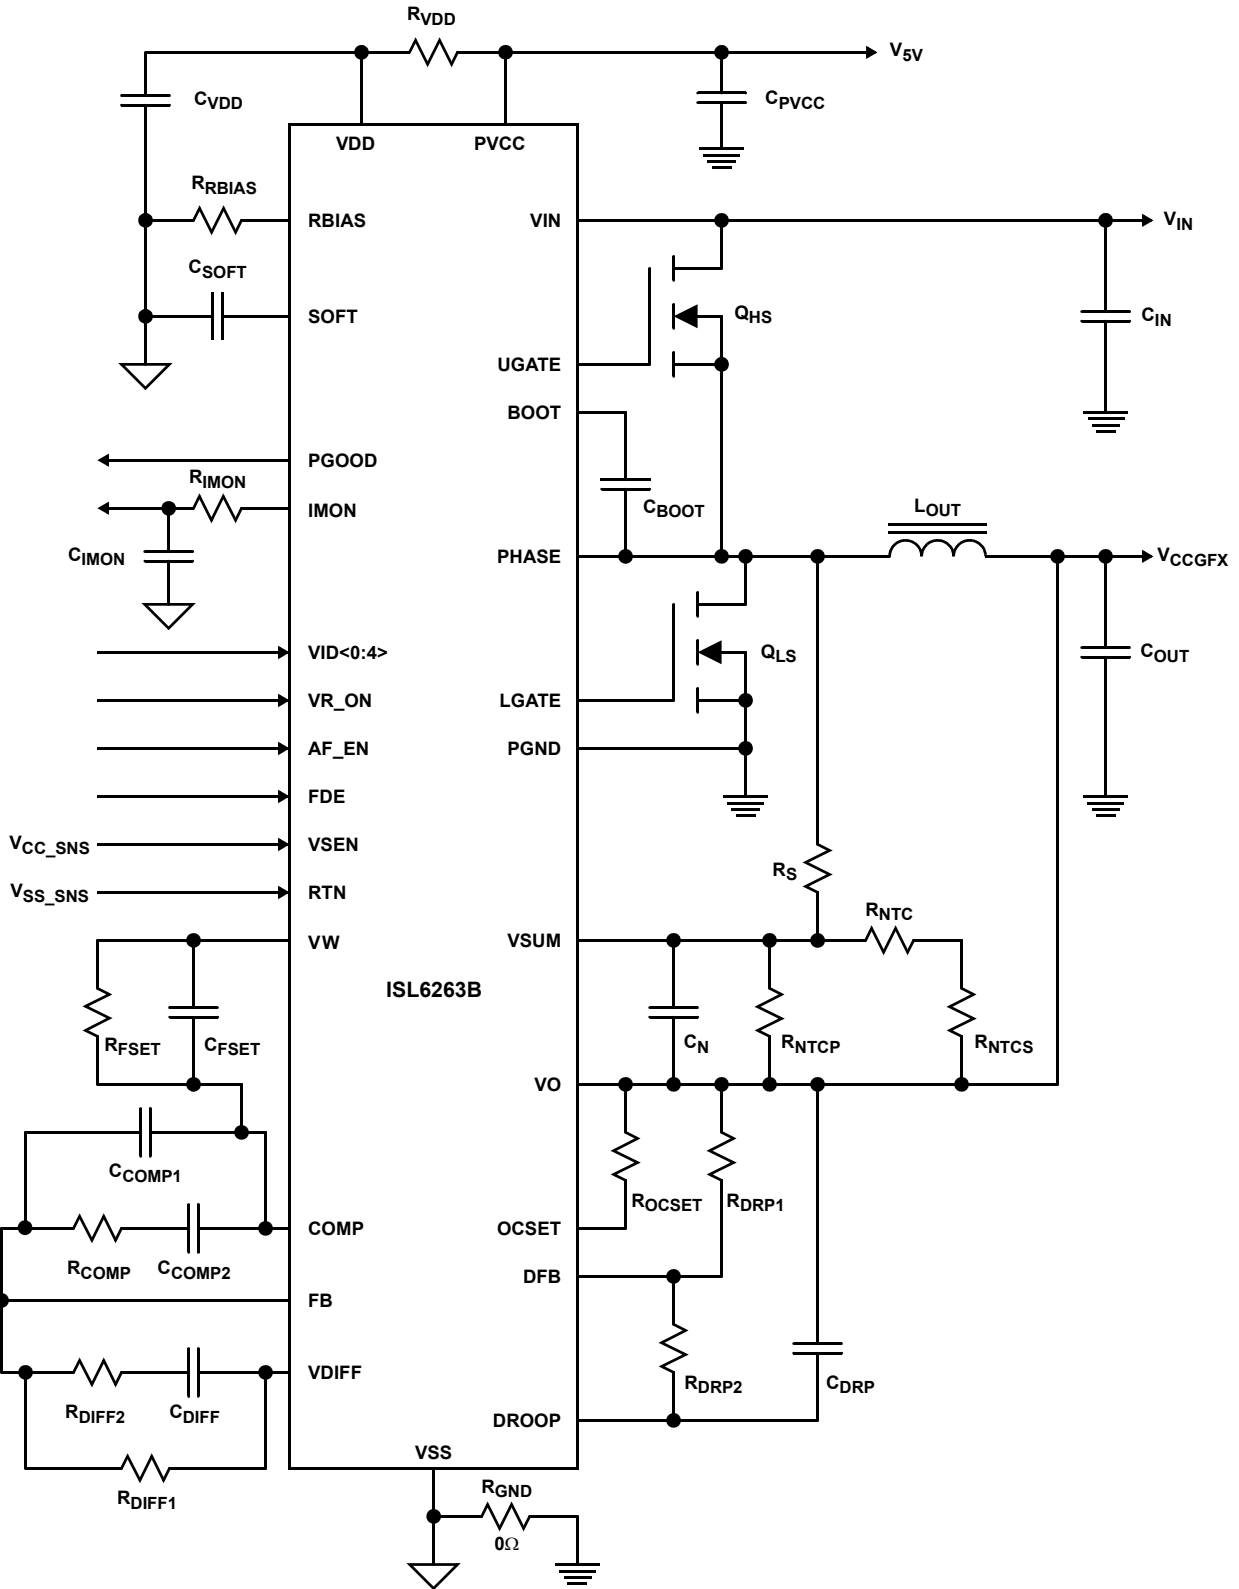 RVDD
V5V
CVDD
CPVCC
VDD
PVCC
RRBIAS
RBIAS
VIN
VIN
CSOFT
SOFT
QHS
CIN
UGATE
BOOT
PGOOD
RIMON
IMON
CBOOT
LOUT
CIMON
PHASE
VCCGFX
VID<0:4>
QLS
COUT
VR_ON
LGATE
AF_EN
PGND
FDE
VCC_SNS
VSEN
RS
VSS_SNS
RTN
RNTC
VW
VSUM
ISL6263B
RFSET
CFSET
CN
RNTCP
RNTCS
VO
CCOMP1
ROCSET
RDRP1
COMP
OCSET
RCOMP
CCOMP2
DFB
FB
VDIFF
RDRP2
CDRP
RDIFF2
CDIFF
DROOP
VSS
RDIFF1
RGND
0Ω